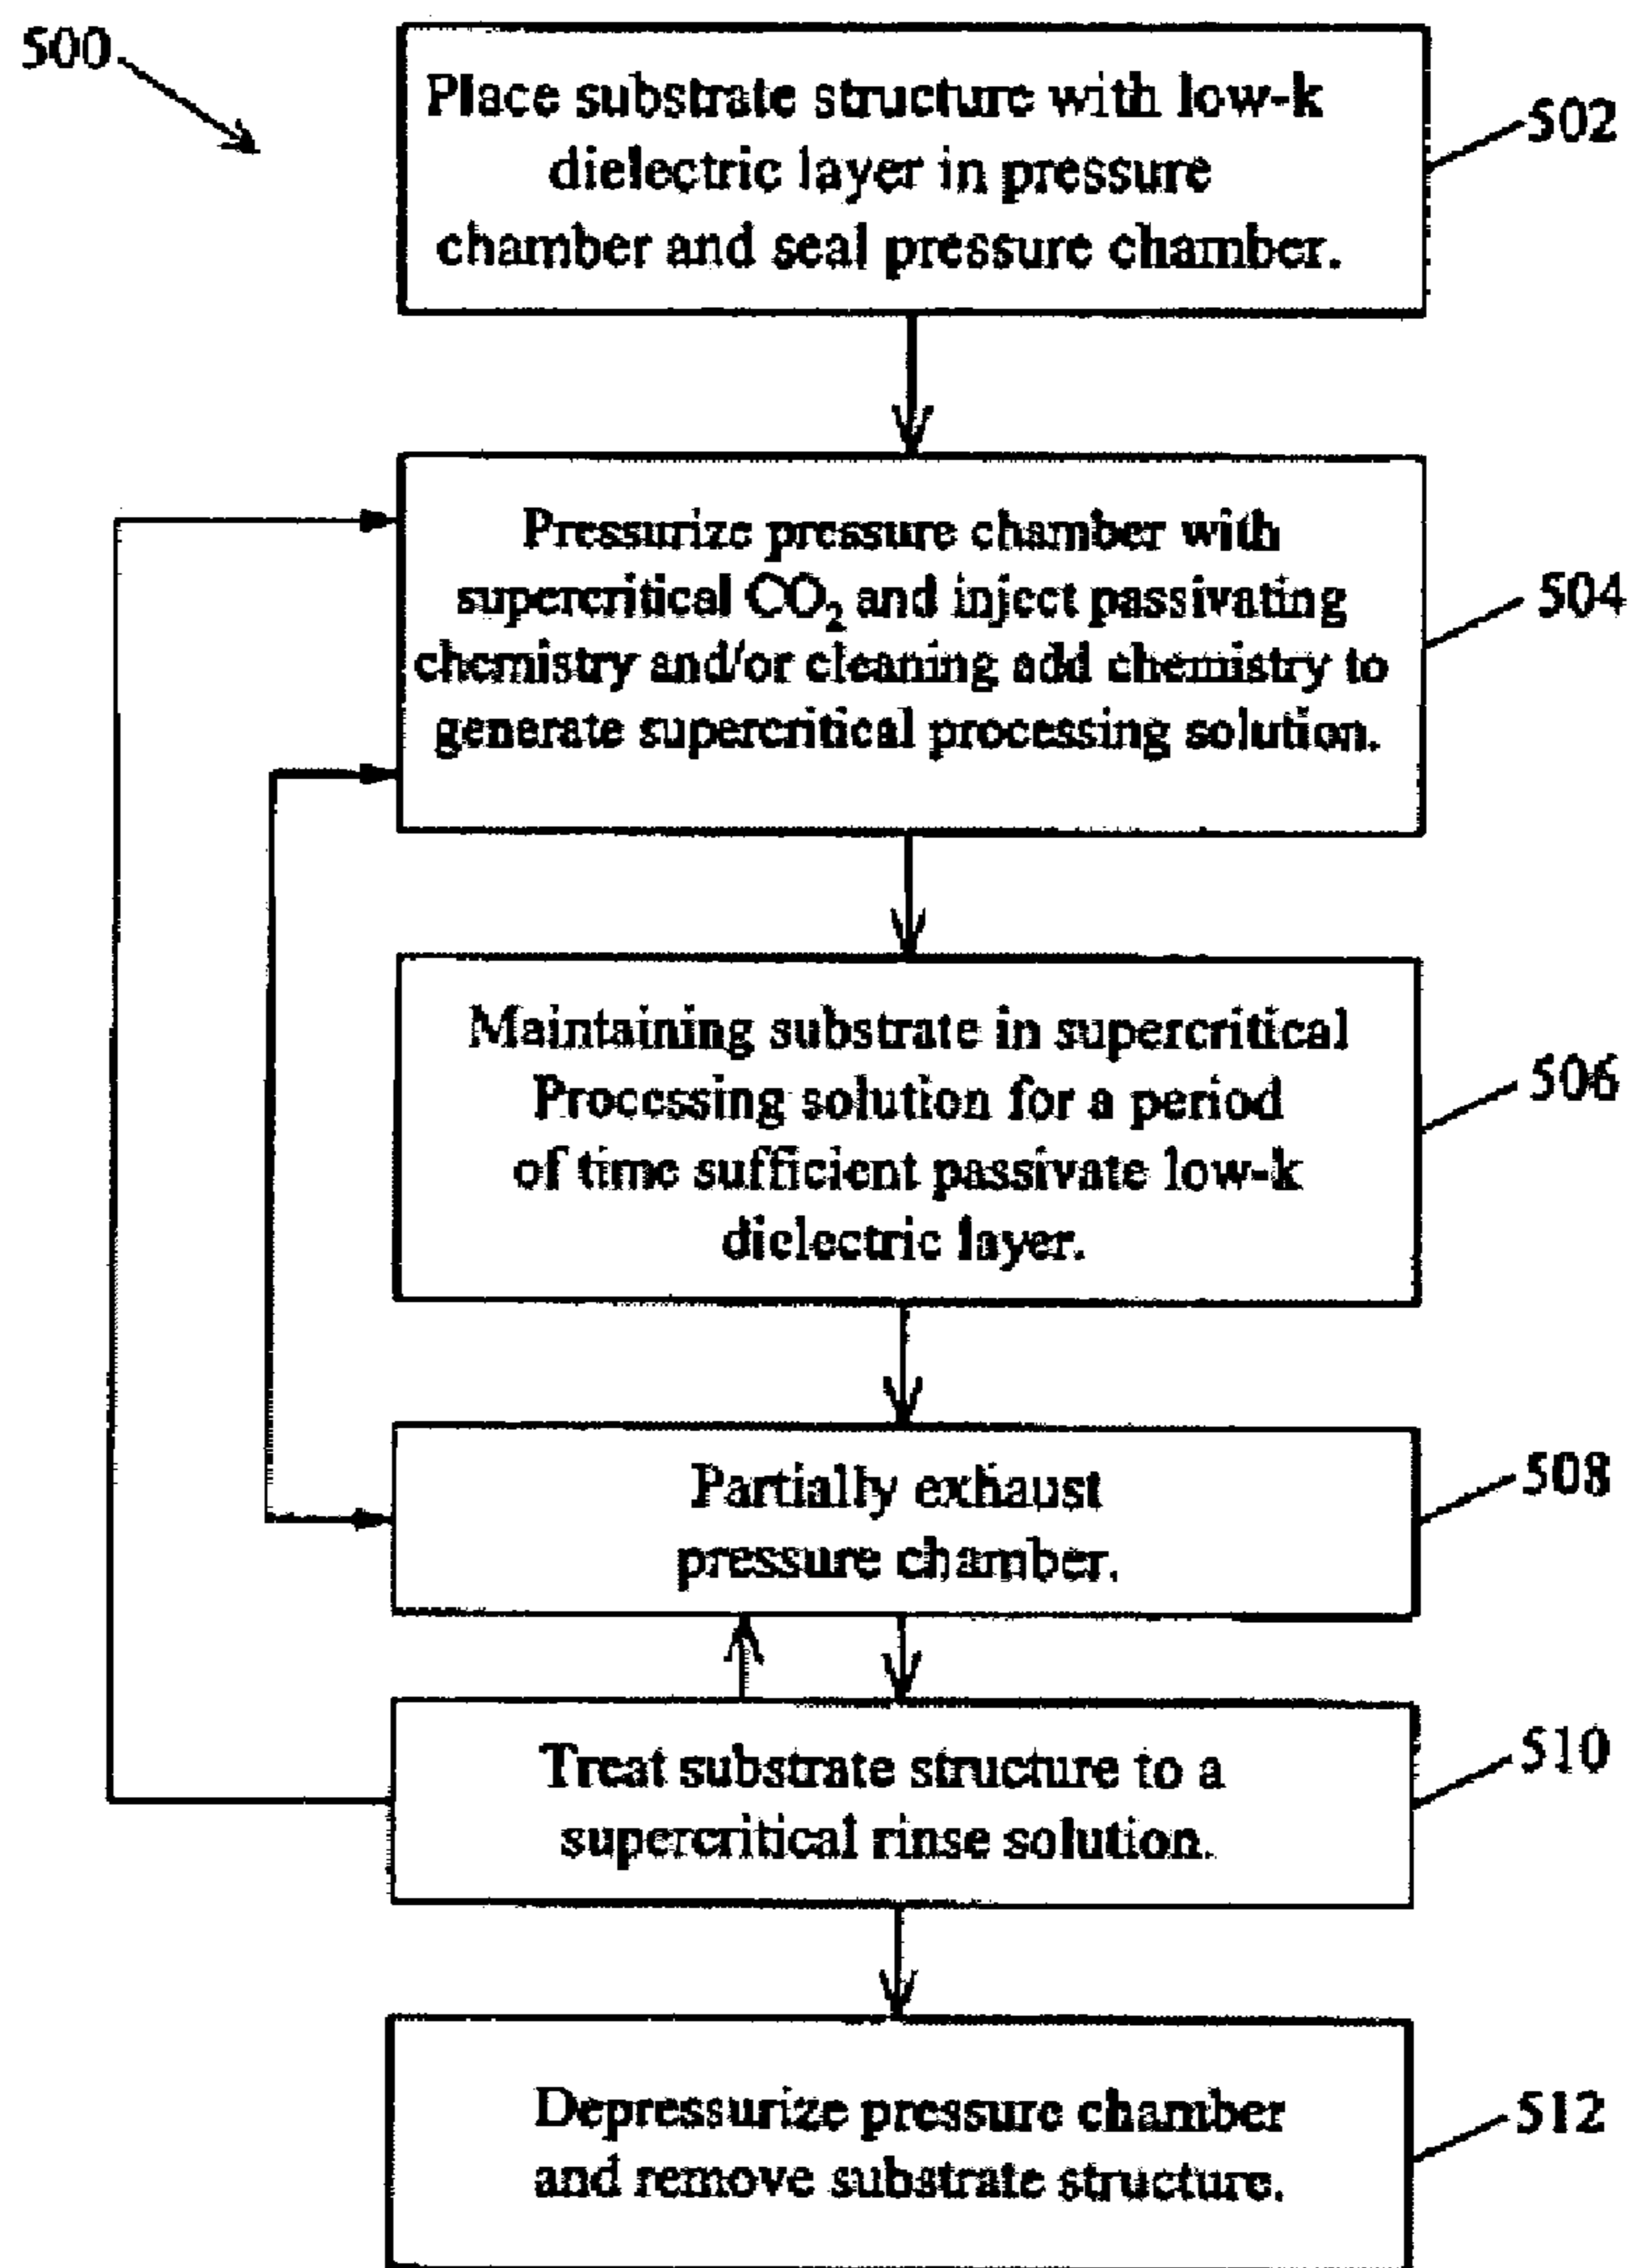 500
Place substrate structure with low-k
dielectric layer in pressure
chamber and seal pressure chamber.
502
Pressurize pressure chamber with
supercritical CO₂ and inject passivating
chemistry and/or cleaning add chemistry to
generate supercritical processing solution.
504
Maintaining substrate in supercritical
Processing solution for a period
of time sufficient passivate low-k
dielectric layer.
506
Partially exhaust
pressure chamber.
508
Treat substrate structure to a
supercritical rinse solution.
510
Depressurize pressure chamber
and remove substrate structure.
512